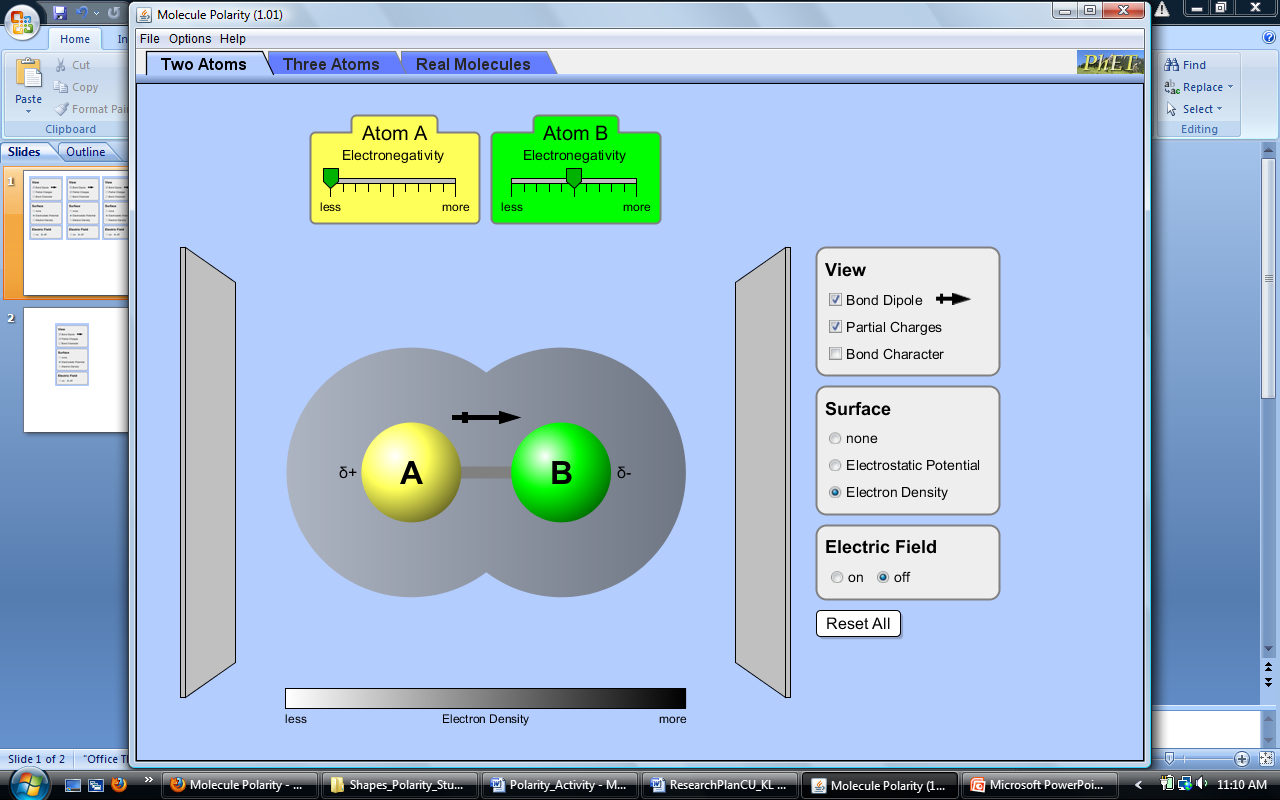 Molecule Polarity (1.01)
File Options Help
Two Atoms Three Atoms Real Molecules
PhET
Home In
Cut
Copy
Format Pai
Paste
Clipboard
Slides Outline
1
2
Find
Replace
Select
Editing
Atom A
Electronegativity
less more
Atom B
Electronegativity
less more
δ+ A B δ-
View
Bond Dipole
Partial Charges
Bond Character
Surface
none
Electrostatic Potential
Electron Density
Electric Field
on off
Reset All
less Electron Density more
Slide 1 of 2 "Office T
Molecule Polarity - ... Shapes_Polarity_Stu... Polarity_Activity - M... ResearchPlanCU_KL ... Molecule Polarity (1... Microsoft PowerPoi... 11:10 AM